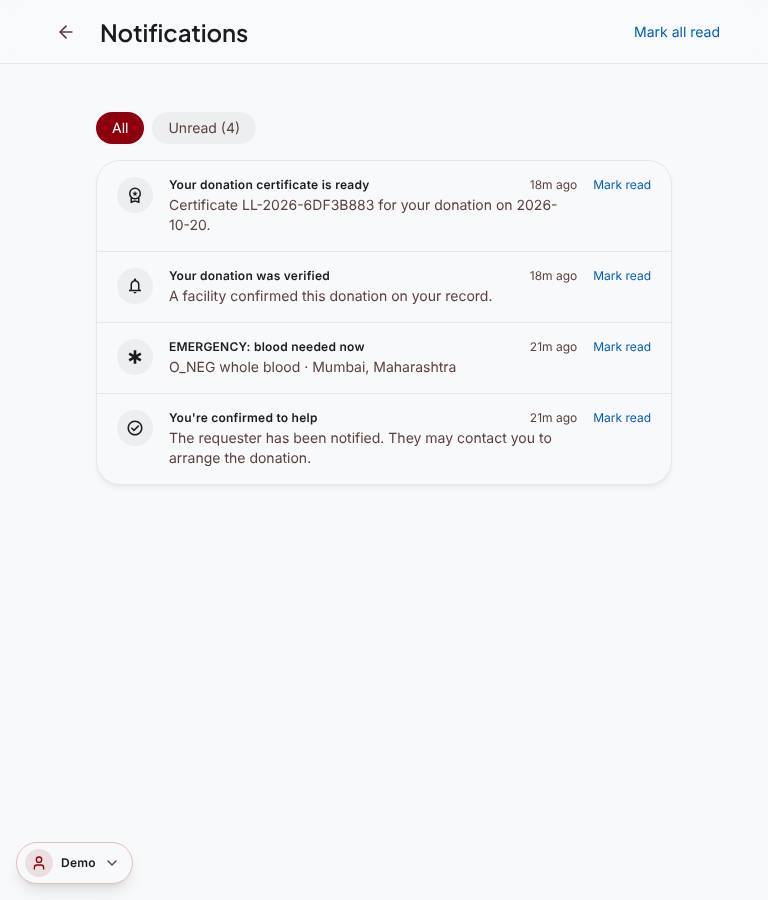 Notifications
Mark all read
All
Unread (4)
Your donation certificate is ready
18m ago
Mark read
Certificate LL-2026-6DF3B883 for your donation on 2026-
10-20.
Your donation was verified
18m ago
Mark read
A facility confirmed this donation on your record.
EMERGENCY: blood needed now
21m ago
Mark read
O_NEG whole blood · Mumbai, Maharashtra
You're confirmed to help
21m ago
Mark read
The requester has been notified. They may contact you to
arrange the donation.
Demo